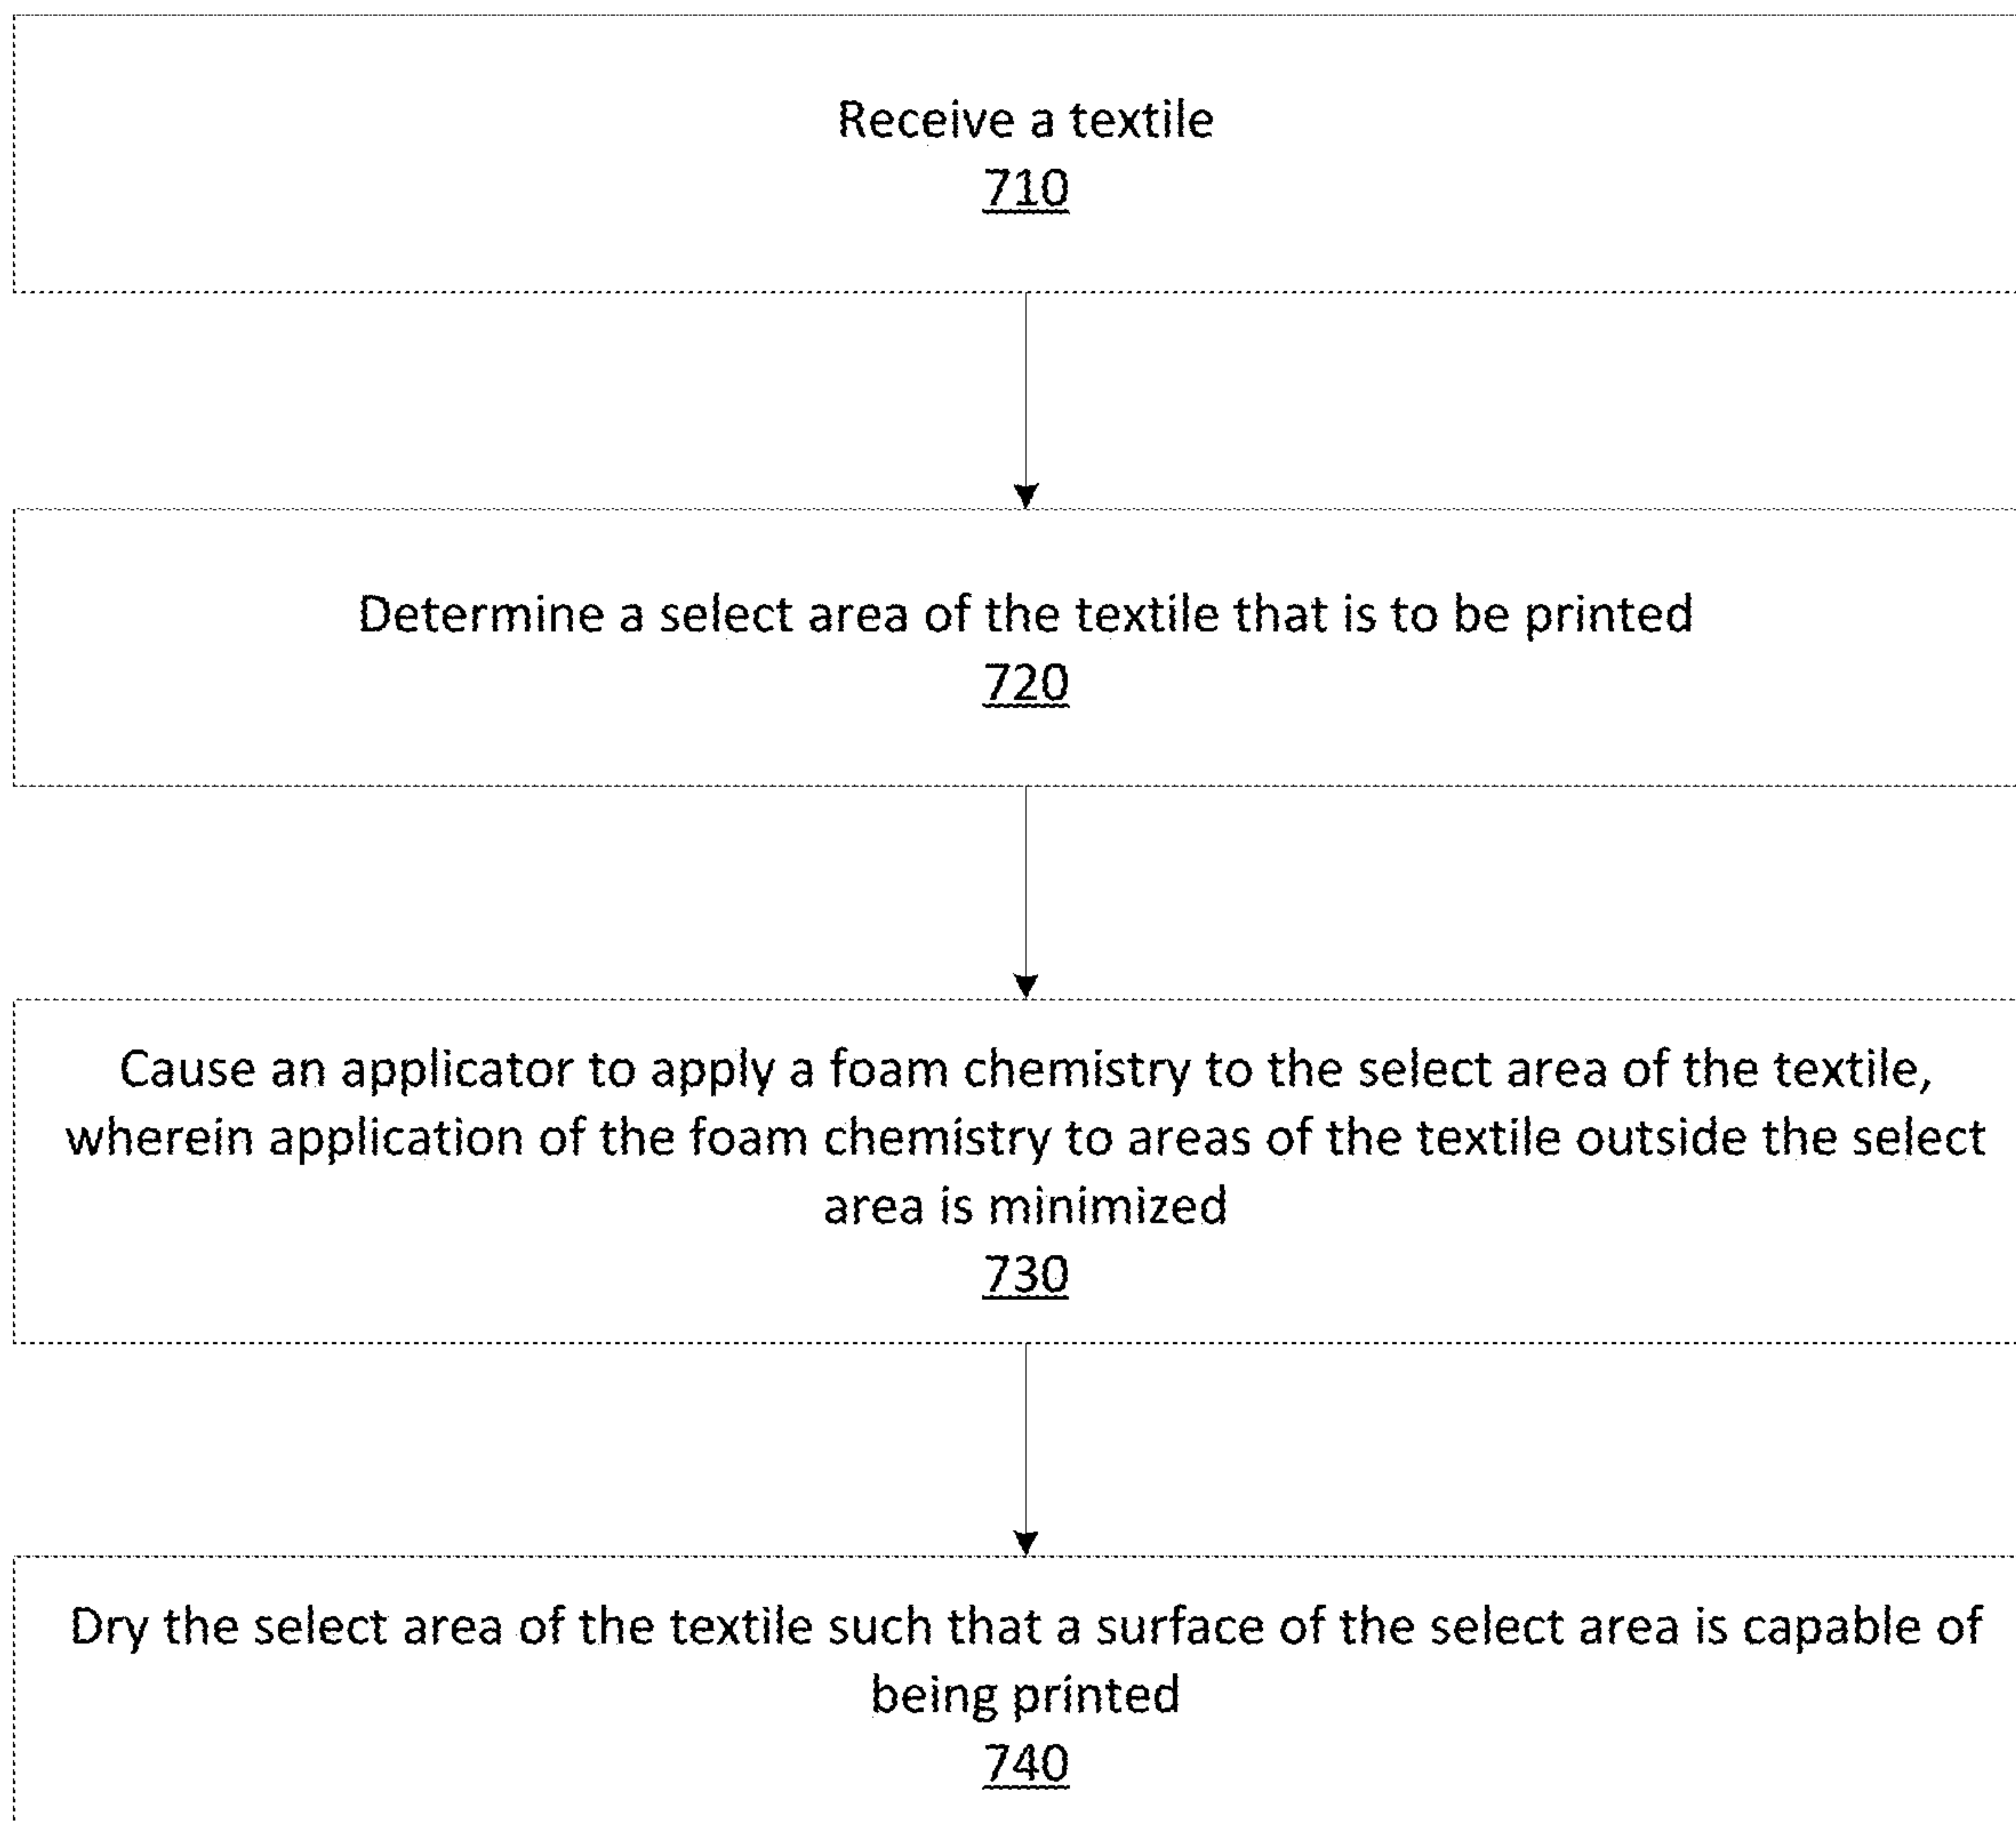 Receive a textile
710
Determine a select area of the textile that is to be printed
720
Cause an applicator to apply a foam chemistry to the select area of the textile,
wherein application of the foam chemistry to areas of the textile outside the select
area is minimized
730
Dry the select area of the textile such that a surface of the select area is capable of
being printed
740